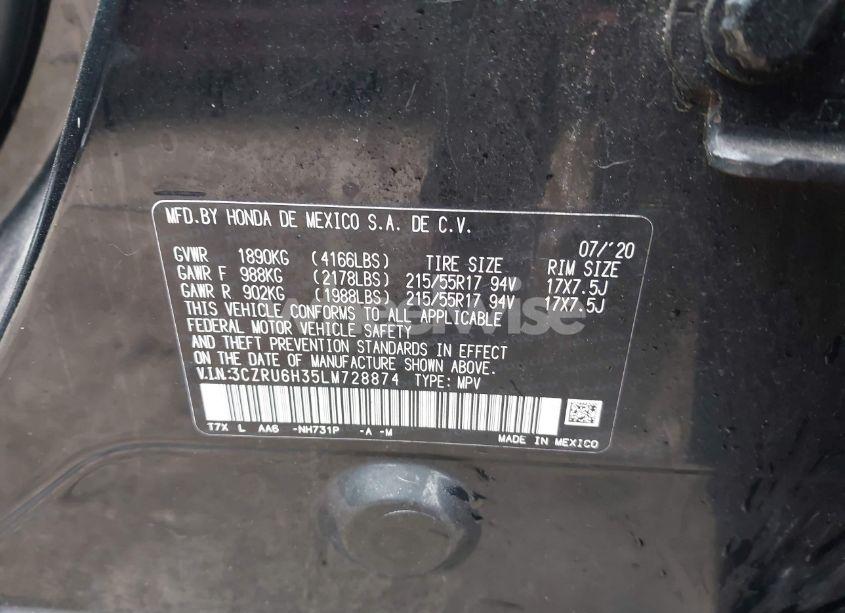 MFD.BY HONDA DE MEXICO S.A. DE C.V.
07/'20
GVWR 1890KG (4166LBS) TIRE SIZE RIM SIZE
GAWR F 988KG (2178LBS) 215/55R17 94V 17X7.5J
GAWR R 902KG (1988LBS) 215/55R17 94V 17X7.5J
THIS VEHICLE CONFORMS TO ALL APPLICABLE
FEDERAL MOTOR VEHICLE SAFETY
AND THEFT PREVENTION STANDARDS IN EFFECT
ON THE DATE OF MANUFACTURE SHOWN ABOVE.
V.I.N:3CZRU6H35LM728874 TYPE: MPV
T7X L AA6 -NH731P -A -M
MADE IN MEXICO